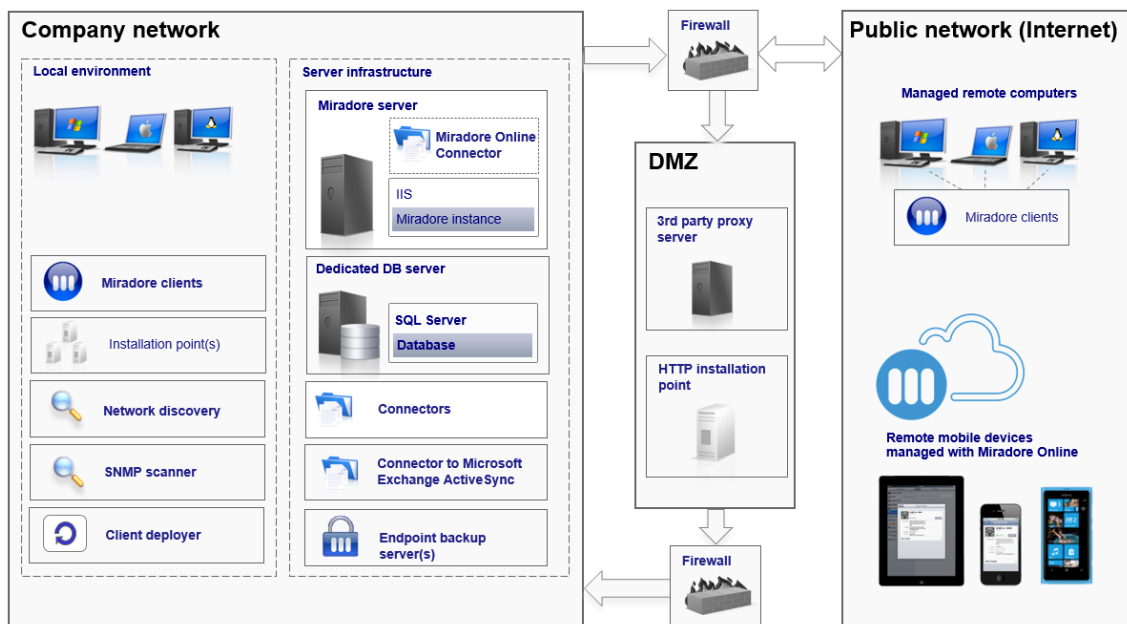 Company network
Local environment
Miradore clients
Installation point(s)
Network discovery
SNMP scanner
Client deployer
Server infrastructure
Miradore server
Miradore Online
Connector
IIS
Miradore instance
Dedicated DB server
SQL Server
Database
Connectors
Connector to Microsoft
Exchange ActiveSync
Endpoint backup
server(s)
Firewall
DMZ
3rd party proxy
server
HTTP installation
point
Firewall
Public network (Internet)
Managed remote computers
Miradore clients
Remote mobile devices
managed with Miradore Online